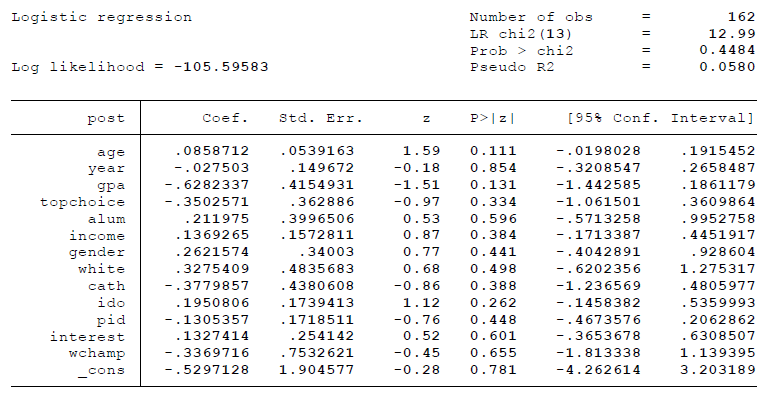 Logistic regression Number of obs = 162
LR chi2(13) = 12.99
Prob > chi2 = 0.4484
Log likelihood = -105.59583 Pseudo R2 = 0.0580
post Coef. Std. Err. z P>|z| [95% Conf. Interval]
age .0858712 .0539163 1.59 0.111 -.0198028 .1915452
year -.027503 .149672 -0.18 0.854 -.3208547 .2658487
gpa -.6282337 .4154931 -1.51 0.131 -1.442585 .1861179
topchoice -.3502571 .362886 -0.97 0.334 -1.061501 .3609864
alum .211975 .3996506 0.53 0.596 -.5713258 .9952758
income .1369265 .1572811 0.87 0.384 -.1713387 .4451917
gender .2621574 .34003 0.77 0.441 -.4042891 .928604
white .3275409 .4835683 0.68 0.498 -.6202356 1.275317
cath -.3779857 .4380608 -0.86 0.388 -1.236569 .4805977
ido .1950806 .1739413 1.12 0.262 -.1458382 .5359993
pid -.1305357 .1718511 -0.76 0.448 -.4673576 .2062862
interest .1327414 .254142 0.52 0.601 -.3653678 .6308507
wchamp -.3369716 .7532621 -0.45 0.655 -1.813338 1.139395
_cons -.5297128 1.904577 -0.28 0.781 -4.262614 3.203189